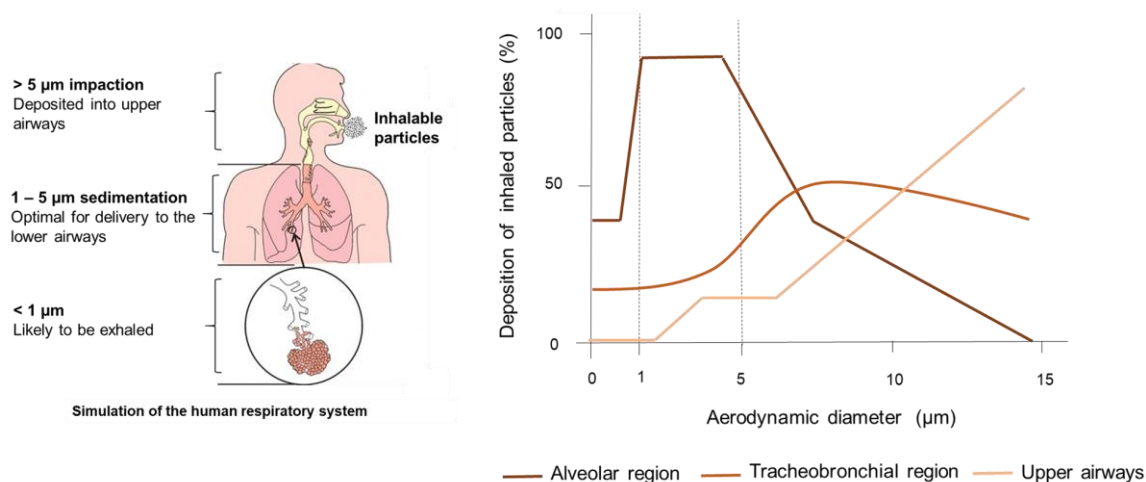 > 5 µm impaction
Deposited into upper
airways
Inhalable
particles
1 – 5 µm sedimentation
Optimal for delivery to the
lower airways
< 1 µm
Likely to be exhaled
Simulation of the human respiratory system
Deposition of inhaled particles (%)
100
50
0
0 1 5 10 15
Aerodynamic diameter (µm)
Alveolar region Tracheobronchial region Upper airways